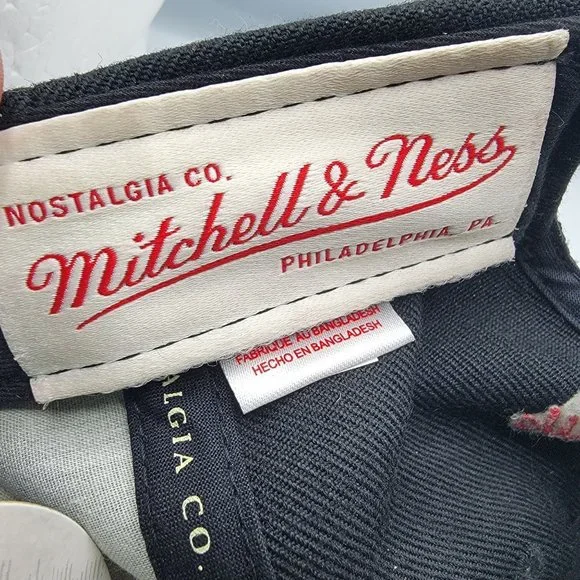 NOSTALGIA CO.
Mitchell & Ness
PHILADELPHIA, PA.
FABRIQUE AU BANGLADESH
HECHO EN BANGLADESH
ALGIA CO.